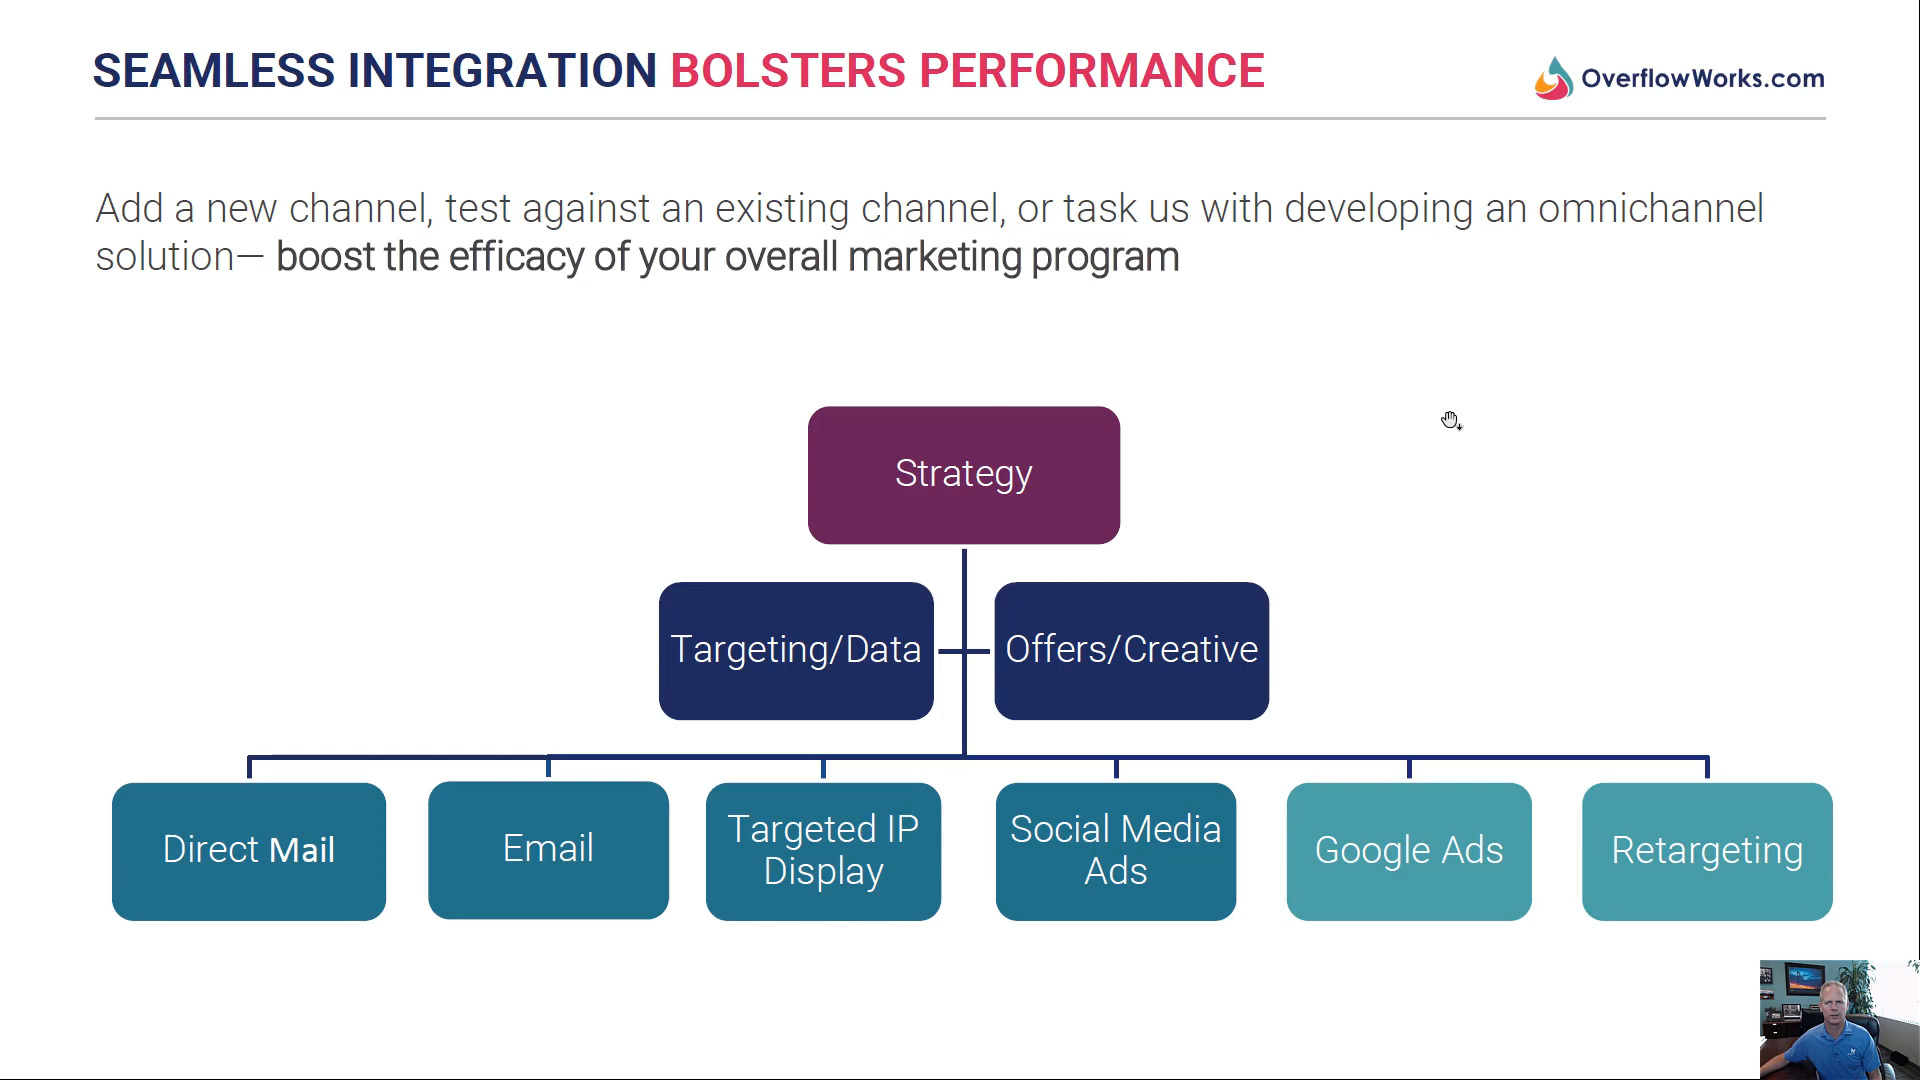 SEAMLESS INTEGRATION BOLSTERS PERFORMANCE
OverflowWorks.com
Add a new channel, test against an existing channel, or task us with developing an omnichannel
solution— boost the efficacy of your overall marketing program
Strategy
Targeting/Data
Offers/Creative
Direct Mail
Email
Targeted IP
Display
Social Media
Ads
Google Ads
Retargeting